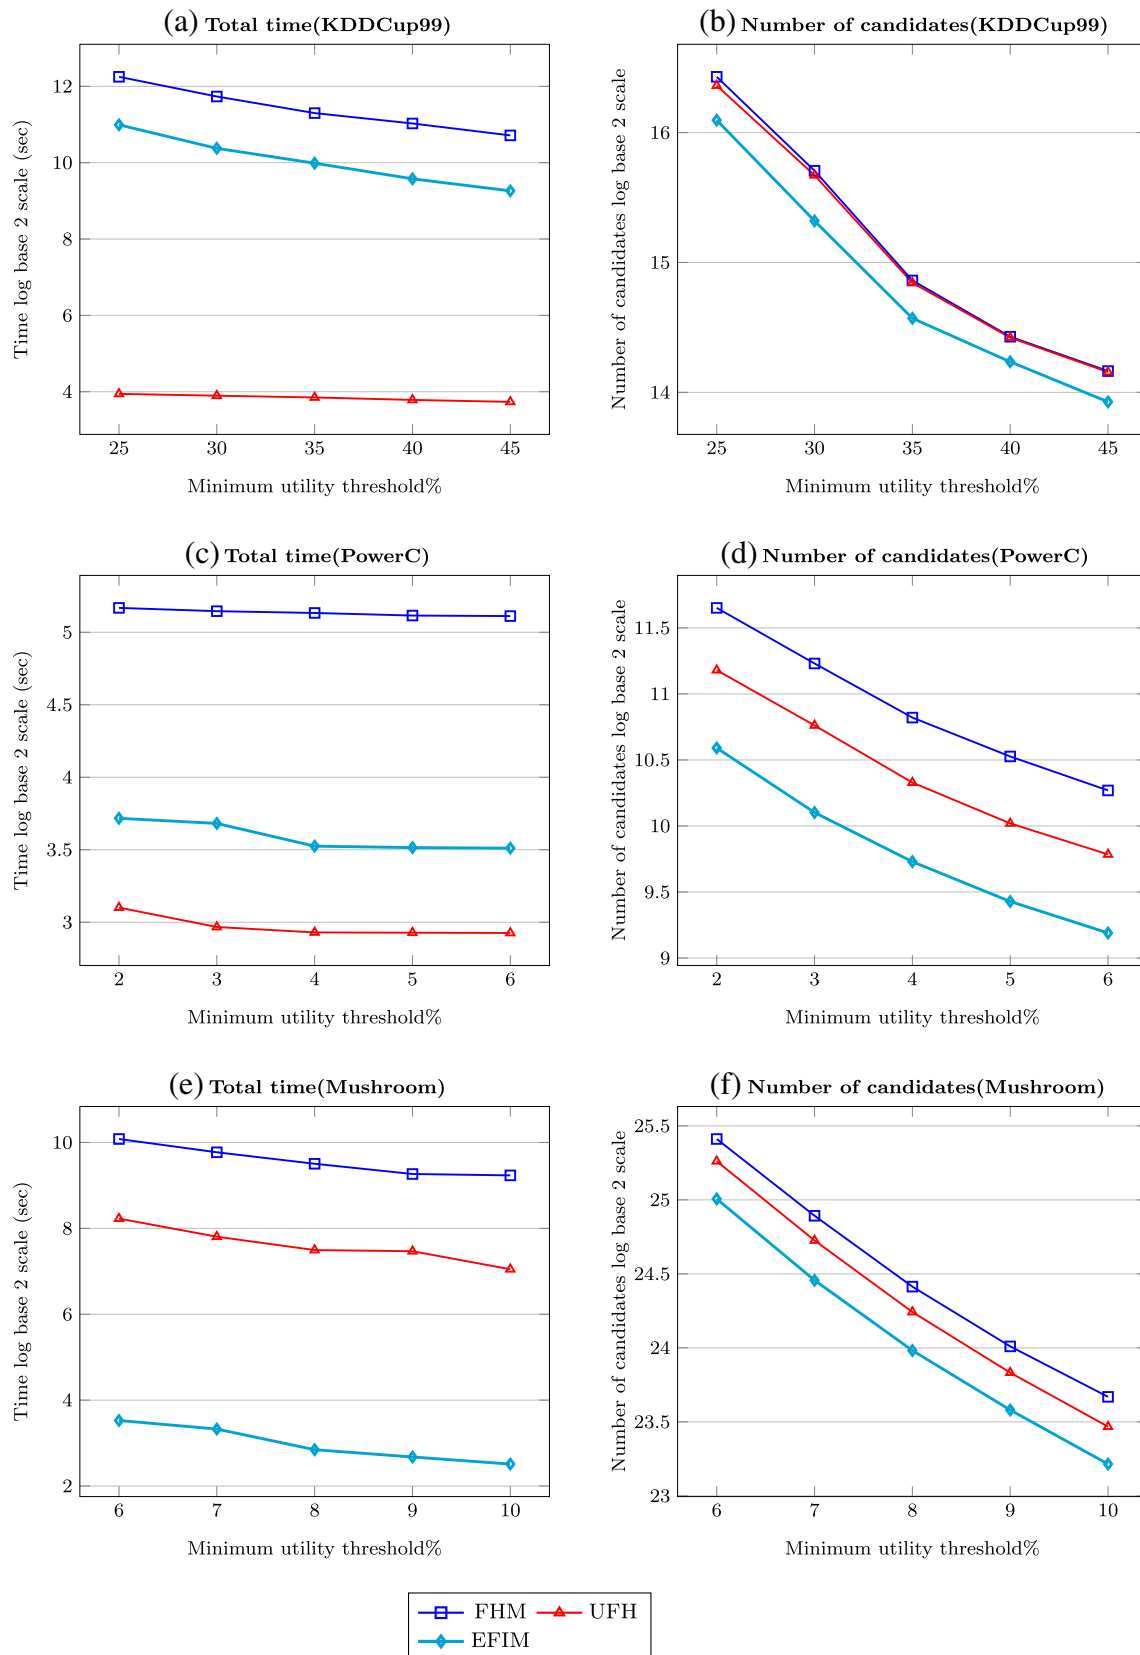 (a) Total time(KDDCup99)
Time log base 2 scale (sec)
12
10
8
6
4
25 30 35 40 45
Minimum utility threshold%
(b) Number of candidates(KDDCup99)
Number of candidates log base 2 scale
16
15
14
25 30 35 40 45
Minimum utility threshold%
(c) Total time(PowerC)
Time log base 2 scale (sec)
5
4.5
4
3.5
3
2 3 4 5 6
Minimum utility threshold%
(d) Number of candidates(PowerC)
Number of candidates log base 2 scale
11.5
11
10.5
10
9.5
9
2 3 4 5 6
Minimum utility threshold%
(e) Total time(Mushroom)
Time log base 2 scale (sec)
10
8
6
4
2
6 7 8 9 10
Minimum utility threshold%
(f) Number of candidates(Mushroom)
Number of candidates log base 2 scale
25.5
25
24.5
24
23.5
23
6 7 8 9 10
Minimum utility threshold%
FHM UFH
EFIM